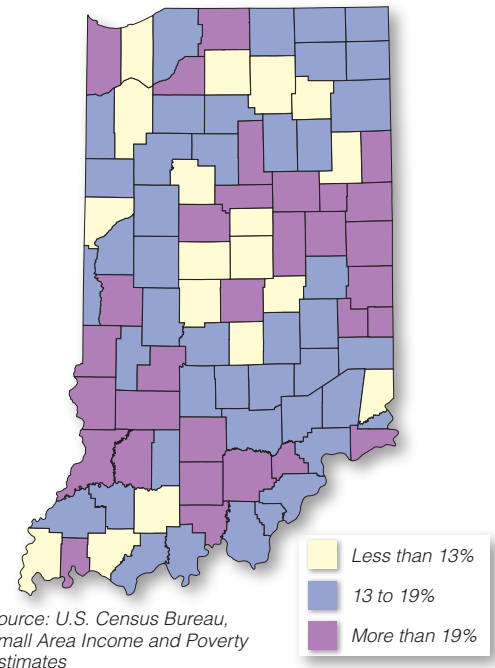 Less than 13%
13 to 19%
More than 19%
ource: U.S. Census Bureau,
mall Area Income and Poverty
stimates